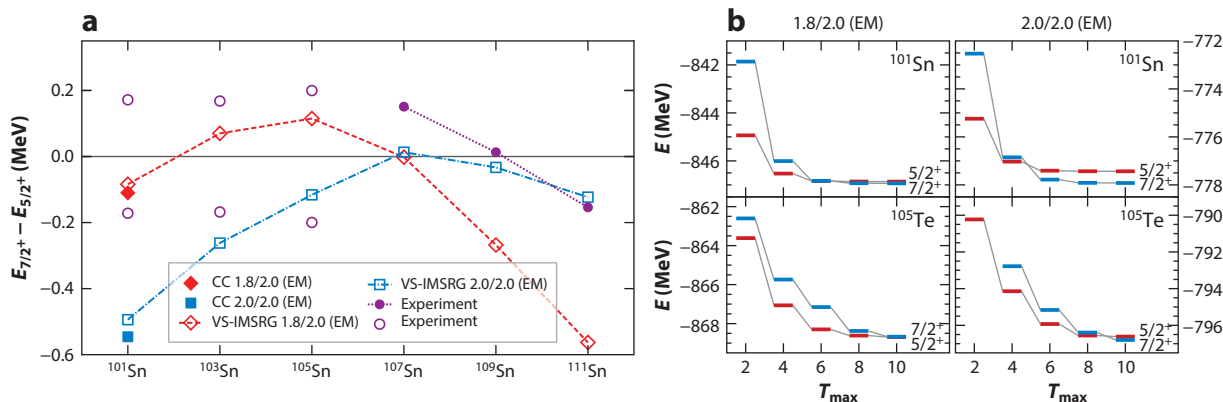 a
E7/2+ − E5/2+ (MeV)
0.2
0.0
−0.2
−0.4
−0.6
CC 1.8/2.0 (EM)
CC 2.0/2.0 (EM)
VS-IMSRG 1.8/2.0 (EM)
VS-IMSRG 2.0/2.0 (EM)
Experiment
Experiment
101Sn
103Sn
105Sn
107Sn
109Sn
111Sn
b
1.8/2.0 (EM)
2.0/2.0 (EM)
E (MeV)
−842
−844
−846
101Sn
5/2+
7/2+
101Sn
5/2+
7/2+
−772
−774
−776
−778
E (MeV)
−862
−864
−866
−868
105Te
7/2+
5/2+
105Te
5/2+
7/2+
−790
−792
−794
−796
2 4 6 8 10
2 4 6 8 10
Tmax
Tmax